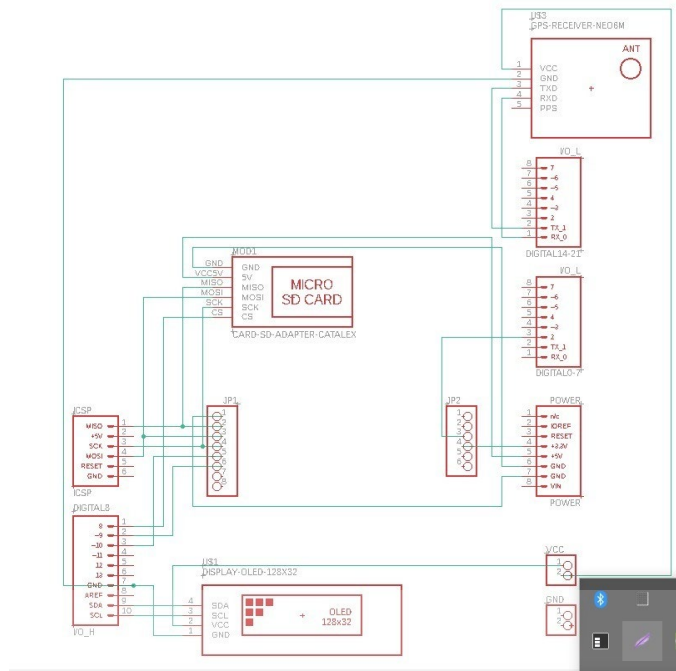 U$3
GPS-RECEIVER-NEO6M
ANT
1 VCC
2 GND
3 TXD
4 RXD
5 PPS
I/O_L
8 7
7 6
6 5
5 4
4 3
3 2
2 TX_1
1 RX_0
DIGITAL14-21
MOD1
GND GND
VCC5V 5V
MISO MISO
MOSI MOSI
SCK SCK
CS CS
MICRO
SD CARD
CARD-SD-ADAPTER-CATALEX
I/O_L
8 7
7 6
6 5
5 4
4 3
3 2
2 TX_1
1 RX_0
DIGITAL0-7
ICSP
MISO 1
+5V 2
SCK 3
MOSI 4
RESET 5
GND 6
ICSP
JP1
1
2
3
4
5
6
7
8
JP2
1
2
3
4
5
6
POWER
1 n/c
2 IOREF
3 RESET
4 +3.3V
5 +5V
6 GND
7 GND
8 VIN
POWER
DIGITAL8
8 1
9 2
10 3
11 4
12 5
13 6
GND 7
AREF 8
SDA 9
SCL 10
I/O_H
U$1
DISPLAY-OLED-128X32
4 SDA
3 SCL
2 VCC
1 GND
OLED
128x32
VCC
1
2
GND
1
2